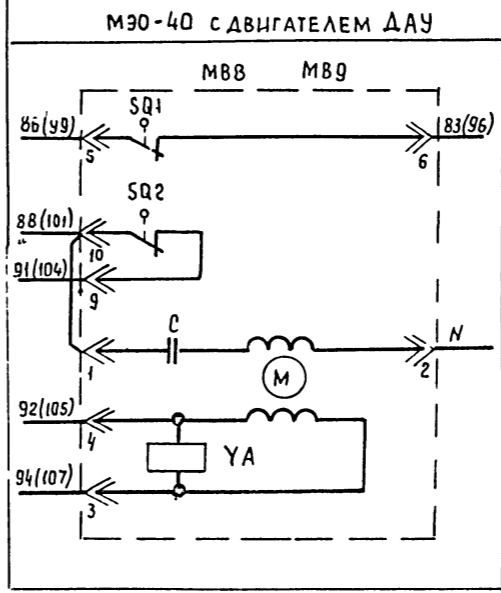 МЭО-40 С ДВИГАТЕЛЕМ ДАУ
МВ8 МВ9
SQ1
86(99) 83(96)
5 6
SQ2
88(101)
10
91(104)
9
C N
1 M 2
92(105)
4 YA
94(107)
3